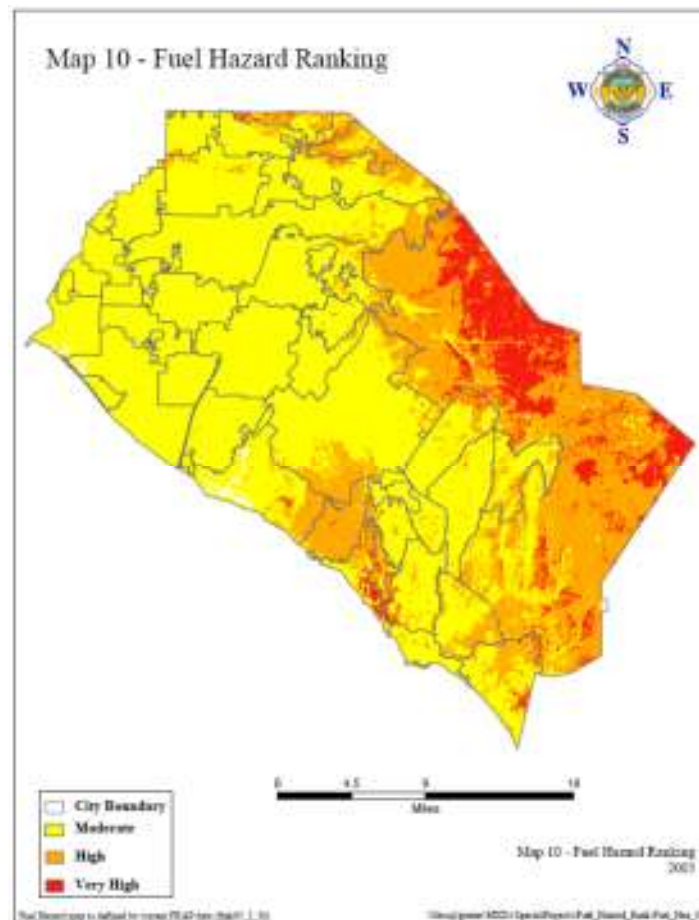 Map 10 - Fuel Hazard Ranking
N
W E
S
0 4.5 9 18
Miles
City Boundary
Moderate
High
Very High
Map 10 - Fuel Hazard Ranking
2003